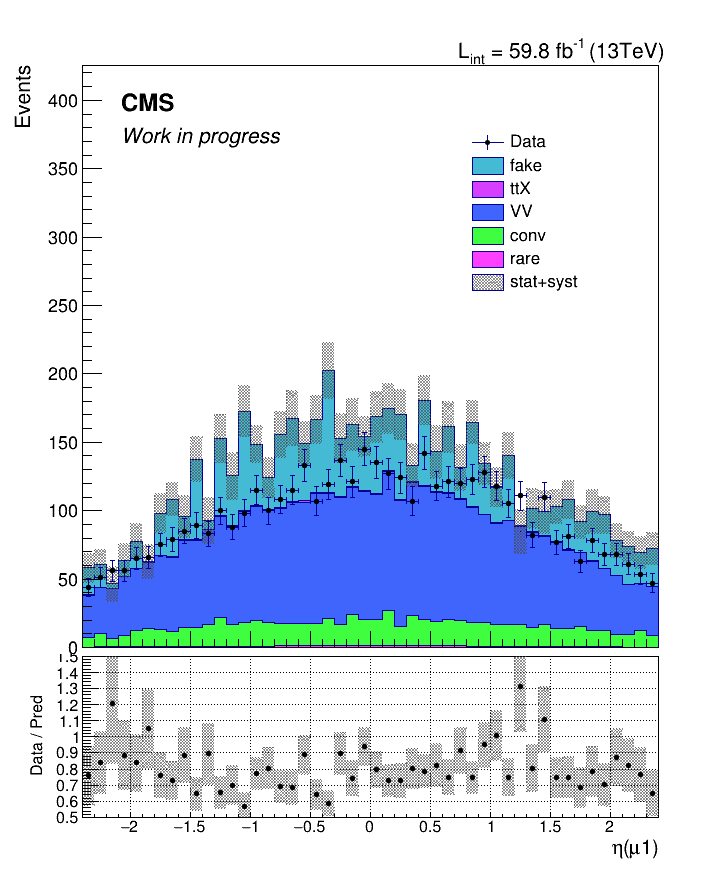 L_int = 59.8 fb^-1 (13TeV)
Events
CMS
Work in progress
Data
fake
ttX
VV
conv
rare
stat+syst
400
350
300
250
200
150
100
50
0
Data / Pred
1.5
1.4
1.3
1.2
1.1
1
0.9
0.8
0.7
0.6
0.5
−2 −1.5 −1 −0.5 0 0.5 1 1.5 2
η(μ1)